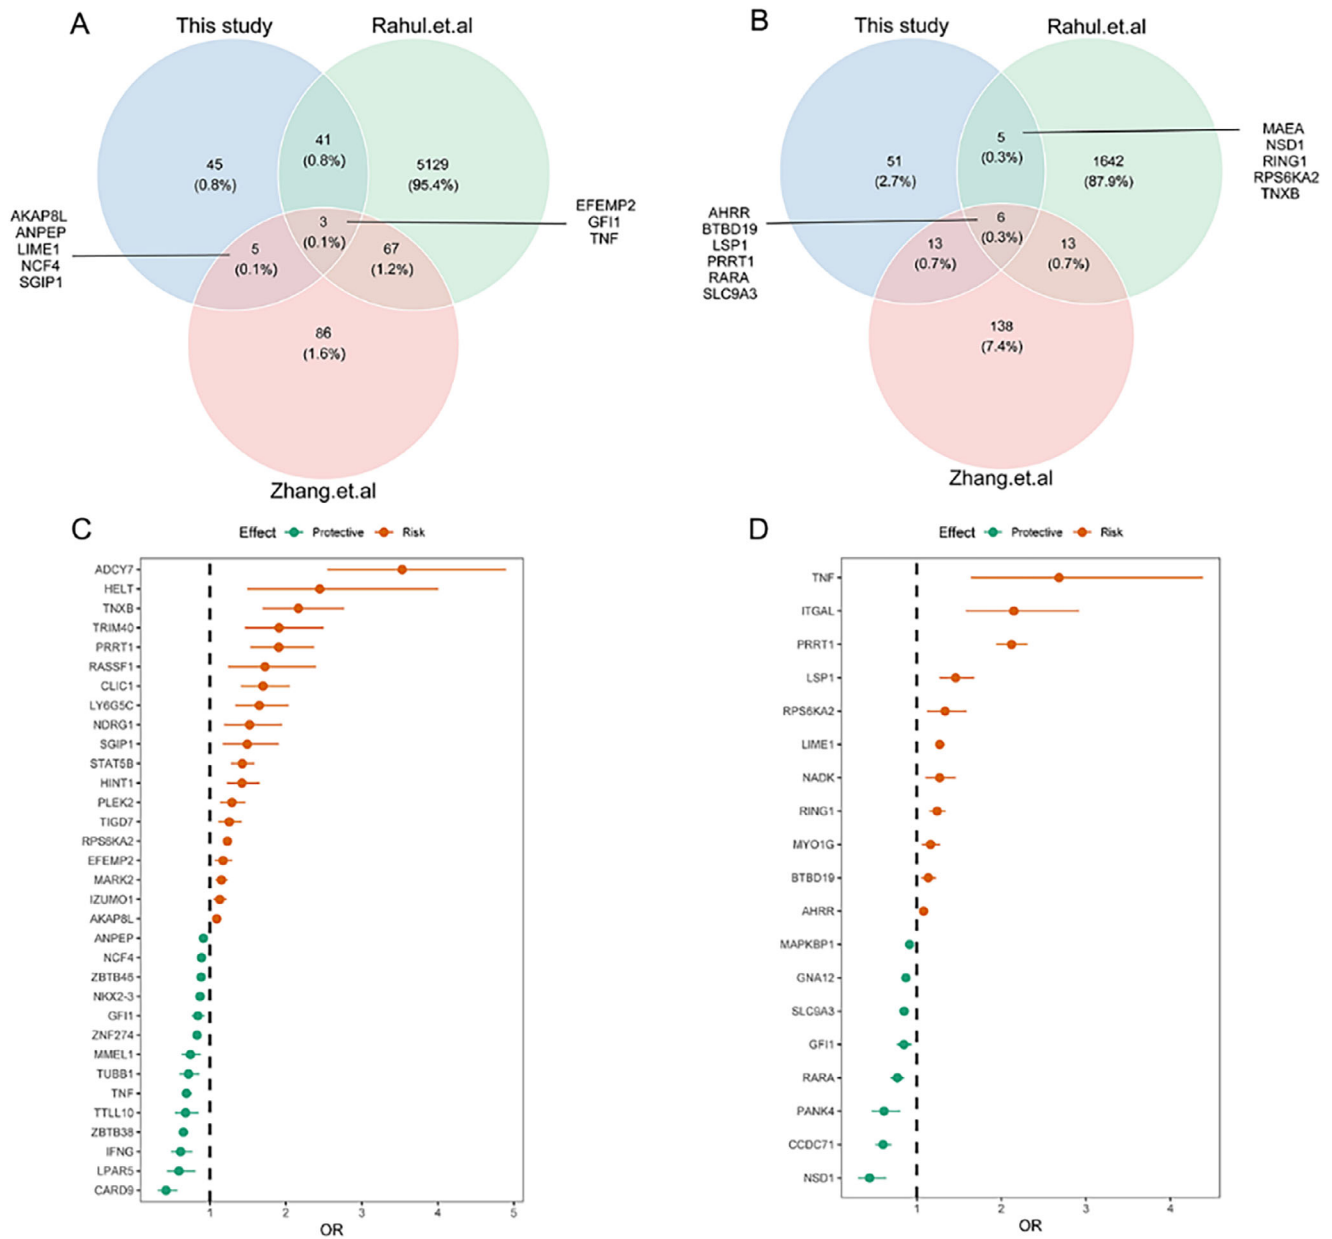 A
This study
Rahul.et.al
41
(0.8%)
45
(0.8%)
5129
(95.4%)
3
(0.1%)
5
(0.1%)
67
(1.2%)
86
(1.6%)
AKAP8L
ANPEP
LIME1
NCF4
SGIP1
EFEMP2
GFI1
TNF
Zhang.et.al
B
This study
Rahul.et.al
5
(0.3%)
51
(2.7%)
1642
(87.9%)
6
(0.3%)
13
(0.7%)
13
(0.7%)
138
(7.4%)
MAEA
NSD1
RING1
RPS6KA2
TNXB
AHRR
BTBD19
LSP1
PRRT1
RARA
SLC9A3
Zhang.et.al
C
Effect Protective Risk
ADCY7
HELT
TNXB
TRIM40
PRRT1
RASSF1
CLIC1
LY6G5C
NDRG1
SGIP1
STAT5B
HINT1
PLEK2
TIGD7
RPS6KA2
EFEMP2
MARK2
IZUMO1
AKAP8L
ANPEP
NCF4
ZBTB46
NKX2-3
GFI1
ZNF274
MMEL1
TUBB1
TNF
TTLL10
ZBTB38
IFNG
LPAR5
CARD9
1 2 3 4 5
OR
D
Effect Protective Risk
TNF
ITGAL
PRRT1
LSP1
RPS6KA2
LIME1
NADK
RING1
MYO1G
BTBD19
AHRR
MAPKBP1
GNA12
SLC9A3
GFI1
RARA
PANK4
CCDC71
NSD1
1 2 3 4
OR